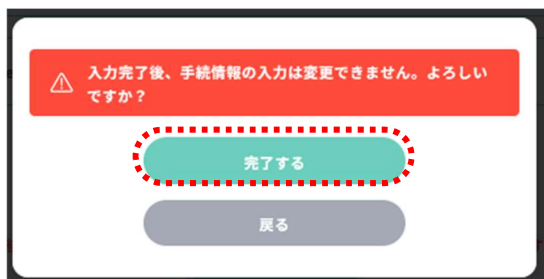 入力完了後、手続情報の入力は変更できません。よろしい
ですか？
完了する
戻る